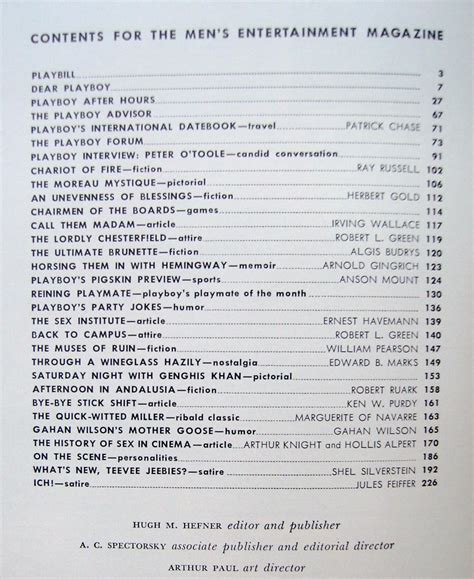 CONTENTS FOR THE MEN'S ENTERTAINMENT MAGAZINE
PLAYBILL 3
DEAR PLAYBOY 7
PLAYBOY AFTER HOURS 27
THE PLAYBOY ADVISOR 67
PLAYBOY'S INTERNATIONAL DATEBOOK—travel PATRICK CHASE 71
THE PLAYBOY FORUM 73
PLAYBOY INTERVIEW: PETER O'TOOLE—candid conversation 91
CHARIOT OF FIRE—fiction RAY RUSSELL 102
THE MOREAU MYSTIQUE—pictorial 106
AN UNEVENNESS OF BLESSINGS—fiction HERBERT GOLD 112
CHAIRMEN OF THE BOARDS—games 114
CALL THEM MADAM—article IRVING WALLACE 117
THE LORDLY CHESTERFIELD—attire ROBERT L. GREEN 119
THE ULTIMATE BRUNETTE—fiction ALGIS BUDRYS 120
HORSING THEM IN WITH HEMINGWAY—memoir ARNOLD GINGRICH 123
PLAYBOY'S PIGSKIN PREVIEW—sports ANSON MOUNT 124
REINING PLAYMATE—playboy's playmate of the month 130
PLAYBOY'S PARTY JOKES—humor 136
THE SEX INSTITUTE—article ERNEST HAVEMANN 139
BACK TO CAMPUS—attire ROBERT L. GREEN 140
THE MUSES OF RUIN—fiction WILLIAM PEARSON 147
THROUGH A WINEGLASS HAZILY—nostalgia EDWARD B. MARKS 149
SATURDAY NIGHT WITH GENGHIS KHAN—pictorial 153
AFTERNOON IN ANDALUSIA—fiction ROBERT RUARK 158
BYE-BYE STICK SHIFT—article KEN W. PURDY 161
THE QUICK-WITTED MILLER—ribald classic MARGUERITE OF NAVARRE 163
GAHAN WILSON'S MOTHER GOOSE—humor GAHAN WILSON 165
THE HISTORY OF SEX IN CINEMA—article ARTHUR KNIGHT and HOLLIS ALPERT 170
ON THE SCENE—personalities 186
WHAT'S NEW, TEEVEE JEEBIES?—satire SHEL SILVERSTEIN 192
ICH!—satire JULES FEIFFER 226
HUGH M. HEFNER editor and publisher
A. C. SPECTORSKY associate publisher and editorial director
ARTHUR PAUL art director